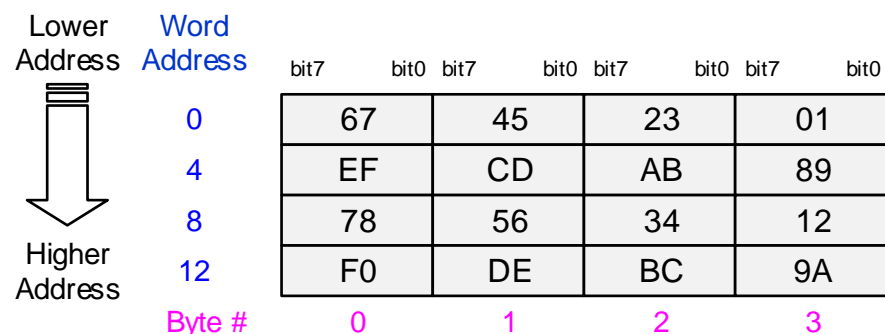 Lower Word
Address Address
bit7 bit0 bit7 bit0 bit7 bit0 bit7 bit0
0 67 45 23 01
4 EF CD AB 89
8 78 56 34 12
Higher
Address
12 F0 DE BC 9A
Byte # 0 1 2 3